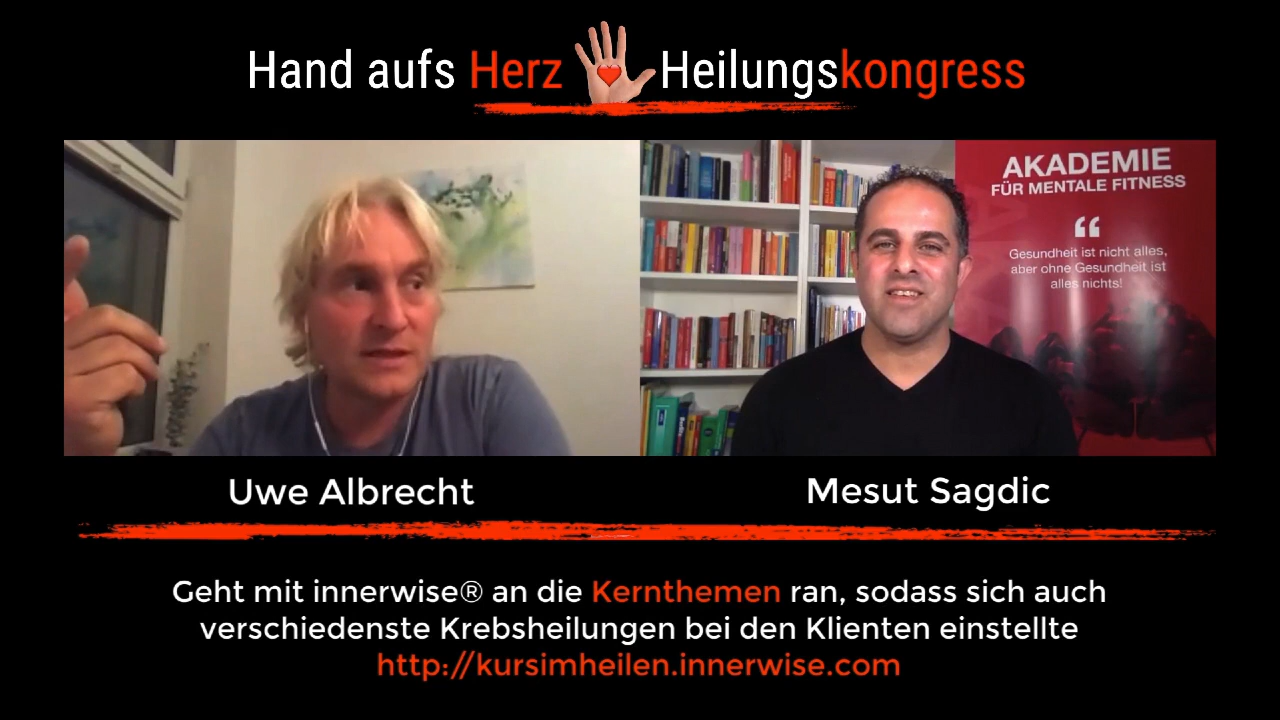 Hand aufs Herz Heilungskongress
AKADEMIE
FÜR MENTALE FITNESS
“
Gesundheit ist nicht alles,
aber ohne Gesundheit ist
alles nichts!
Uwe Albrecht
Mesut Sagdic
Geht mit innerwise® an die Kernthemen ran, sodass sich auch
verschiedenste Krebsheilungen bei den Klienten einstellte
http://kursimheilen.innerwise.com